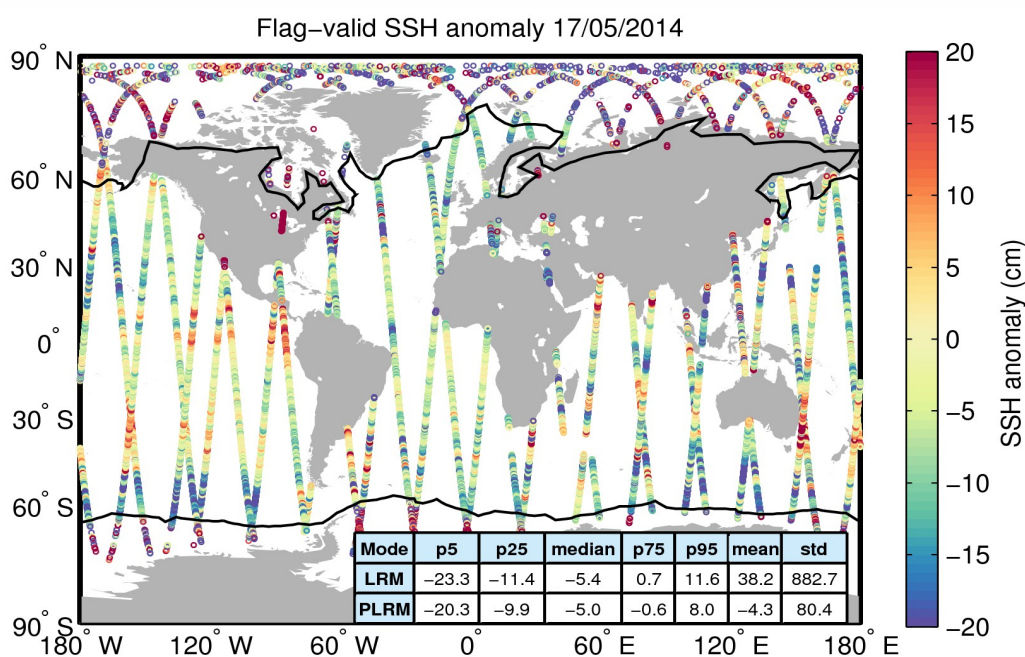 Flag−valid SSH anomaly 17/05/2014
90° N
60° N
30° N
0°
30° S
60° S
90° S
180° W
120° W
60° W
0°
60° E
120° E
180° E
20
15
10
5
0
−5
−10
−15
−20
SSH anomaly (cm)
Mode p5 p25 median p75 p95 mean std
LRM −23.3 −11.4 −5.4 0.7 11.6 38.2 882.7
PLRM −20.3 −9.9 −5.0 −0.6 8.0 −4.3 80.4